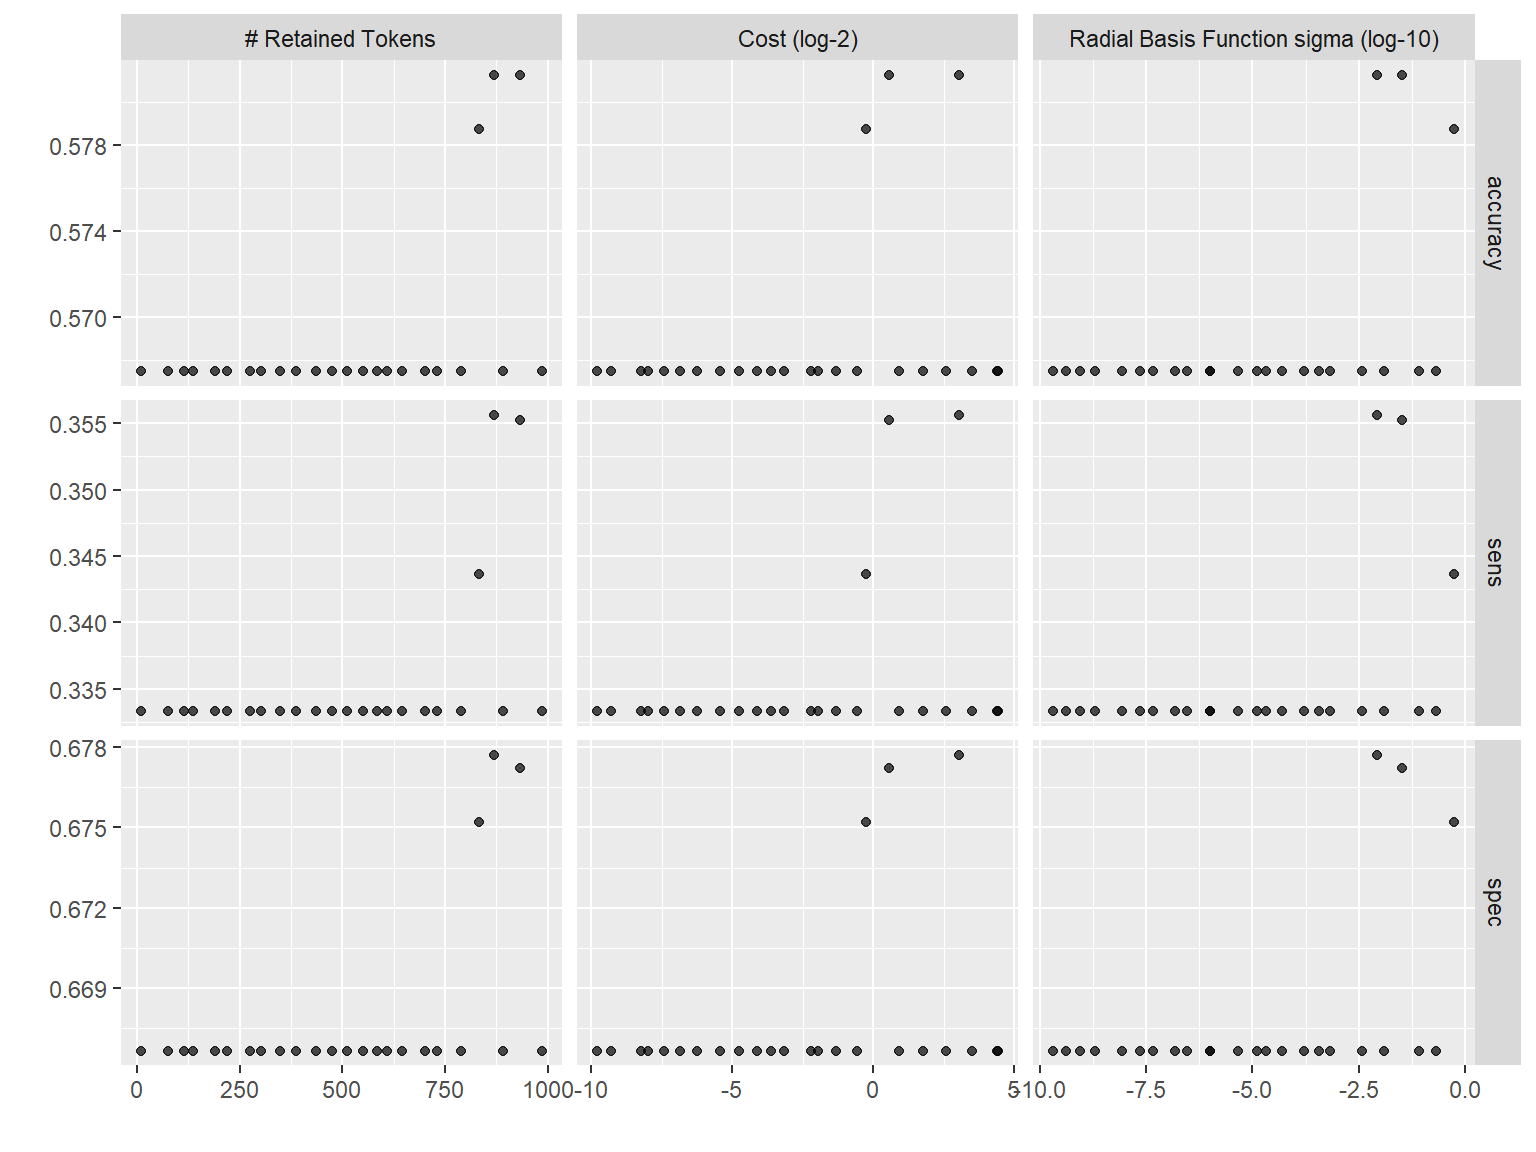 # Retained Tokens Cost (log-2) Radial Basis Function sigma (log-10)
0.578
0.574
0.570
accuracy
0.355
0.350
0.345
0.340
0.335
sens
0.678
0.675
0.672
0.669
spec
0 250 500 750 1000 -10 -5 0 5 -10.0 -7.5 -5.0 -2.5 0.0